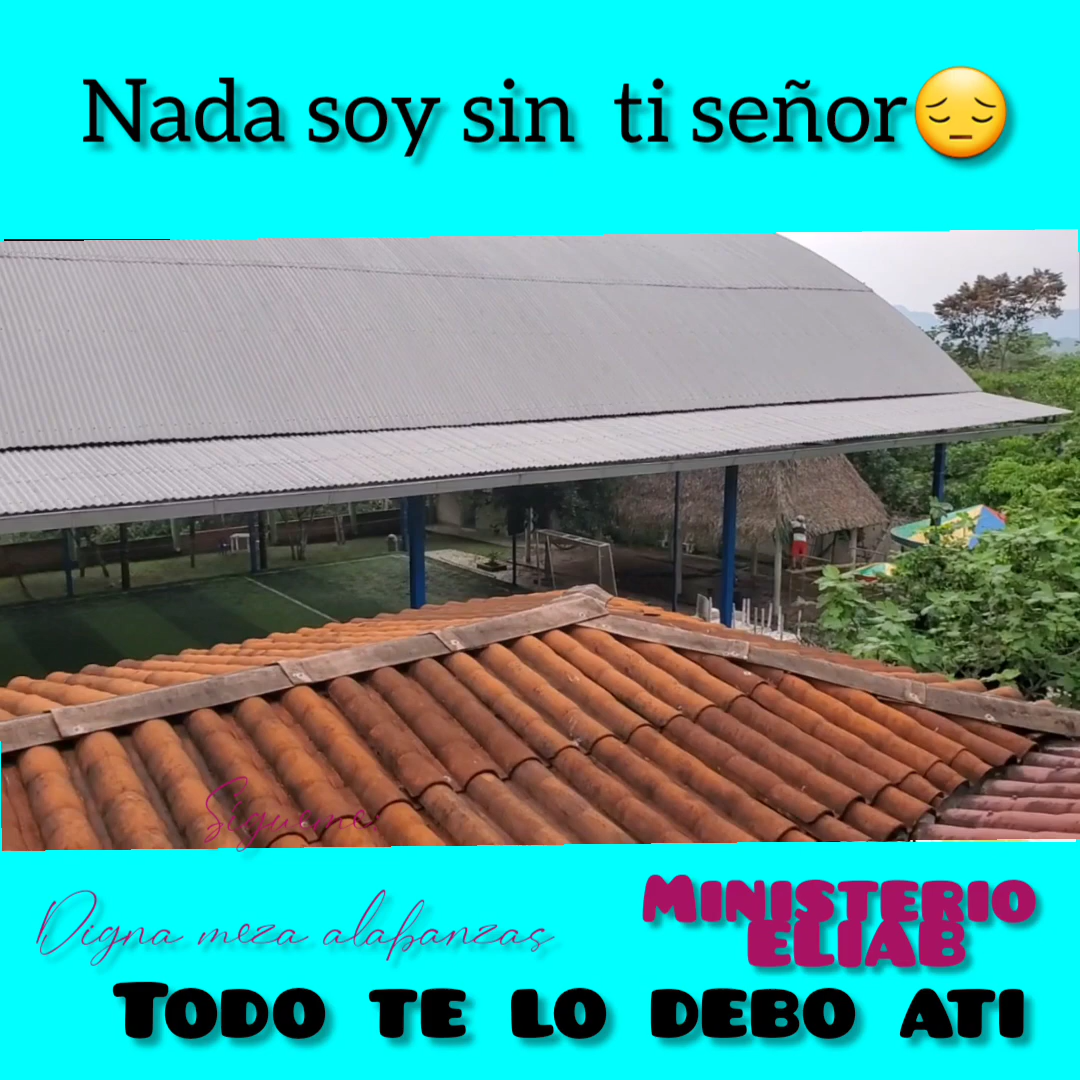 Nada soy sin ti señor😔
Sigueme.
Digna meza alabanzas
MINISTERIO
ELIAB
TODO TE LO DEBO ATI